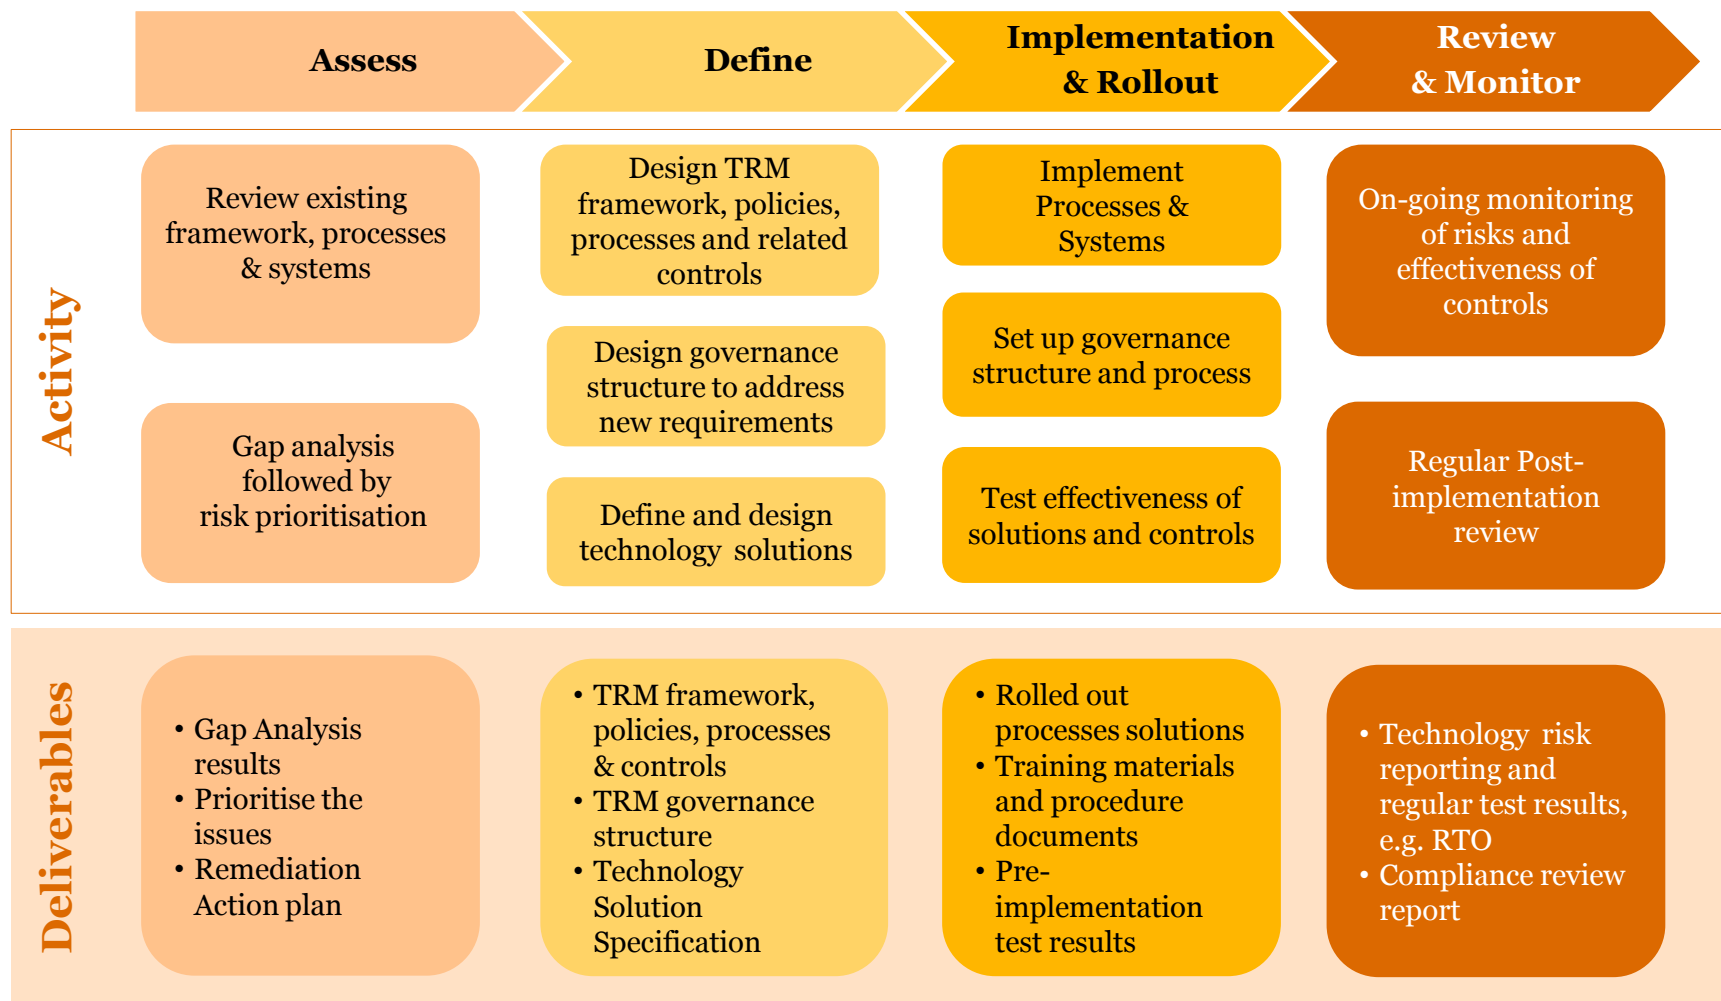 Assess
Define
Implementation
& Rollout
Review
& Monitor
Activity
Review existing
framework, processes
& systems
Gap analysis
followed by
risk prioritisation
Design TRM
framework, policies,
processes and related
controls
Design governance
structure to address
new requirements
Define and design
technology solutions
Implement
Processes &
Systems
Set up governance
structure and process
Test effectiveness of
solutions and controls
On-going monitoring
of risks and
effectiveness of
controls
Regular Post-
implementation
review
Deliverables
• Gap Analysis
results
• Prioritise the
issues
• Remediation
Action plan
• TRM framework,
policies, processes
& controls
• TRM governance
structure
• Technology
Solution
Specification
• Rolled out
processes solutions
• Training materials
and procedure
documents
• Pre-
implementation
test results
• Technology risk
reporting and
regular test results,
e.g. RTO
• Compliance review
report